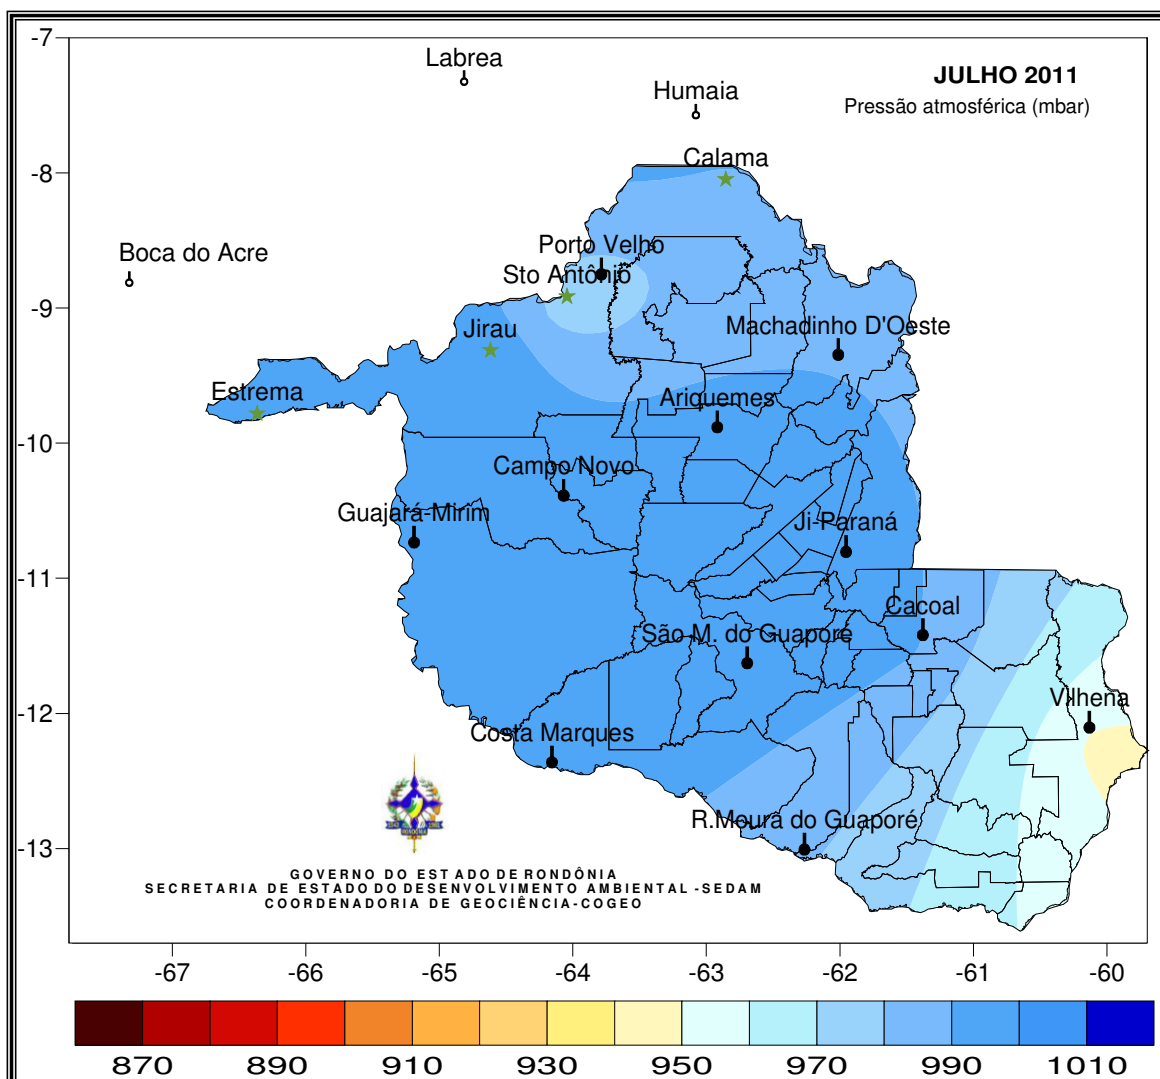 -7
Labrea
JULHO 2011
Humaia
Pressão atmosférica (mbar)
Calama
-8
Porto Velho
Boca do Acre
Sto Antônio
-9
Machadinho D'Oeste
Jirau
Estrema
Ariquemes
-10
Campo Novo
Guajará-Mirim
Ji-Paraná
-11
Cacoal
São M. do Guaporé
Vilhena
-12
Costa Marques
R.Moura do Guaporé
-13
GOVERNO DO ESTADO DE RONDÔNIA
SECRETARIA DE ESTADO DO DESENVOLVIMENTO AMBIENTAL -SEDAM
COORDENADORIA DE GEOCIÊNCIA-COGEO
-67 -66 -65 -64 -63 -62 -61 -60
870 890 910 930 950 970 990 1010